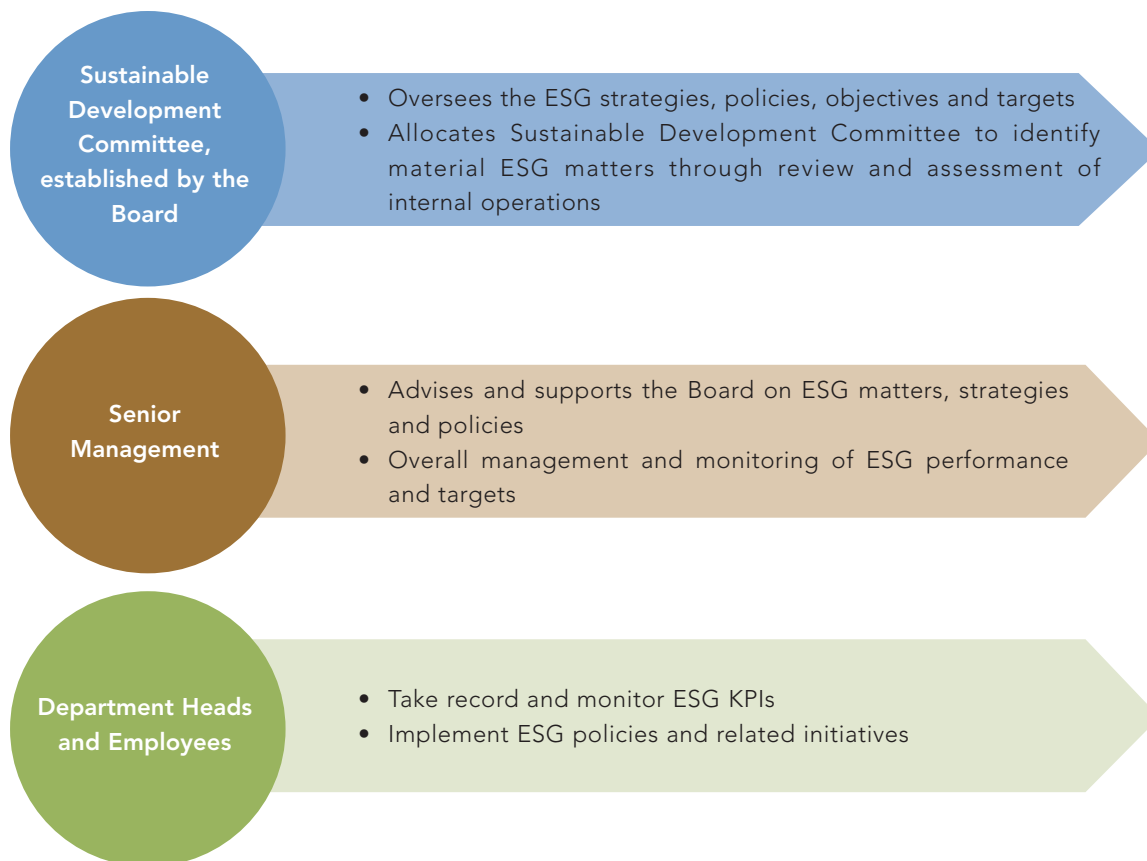 Sustainable
Development
Committee,
established by the
Board
• Oversees the ESG strategies, policies, objectives and targets
• Allocates Sustainable Development Committee to identify
material ESG matters through review and assessment of
internal operations
Senior
Management
• Advises and supports the Board on ESG matters, strategies
and policies
• Overall management and monitoring of ESG performance
and targets
Department Heads
and Employees
• Take record and monitor ESG KPIs
• Implement ESG policies and related initiatives